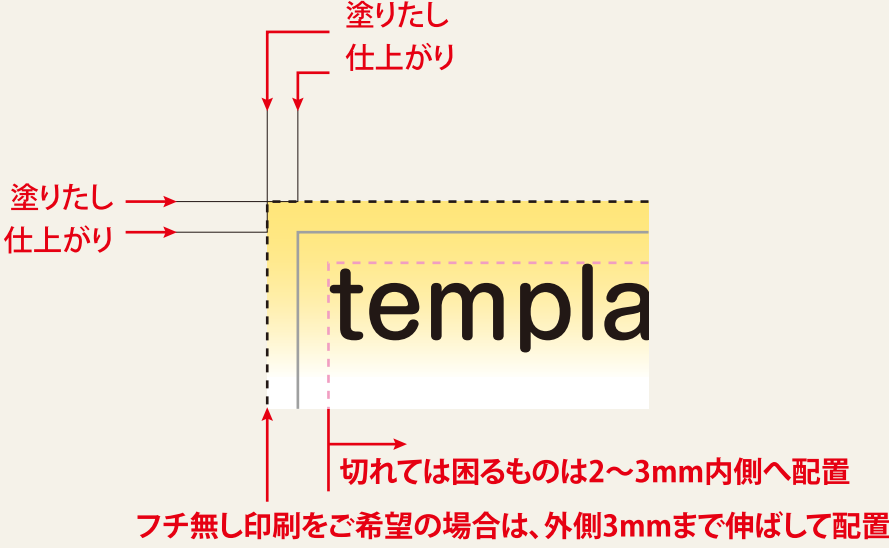 塗りたし
仕上がり
塗りたし
仕上がり
templa
切れては困るものは2〜3mm内側へ配置
フチ無し印刷をご希望の場合は、外側3mmまで伸ばして配置